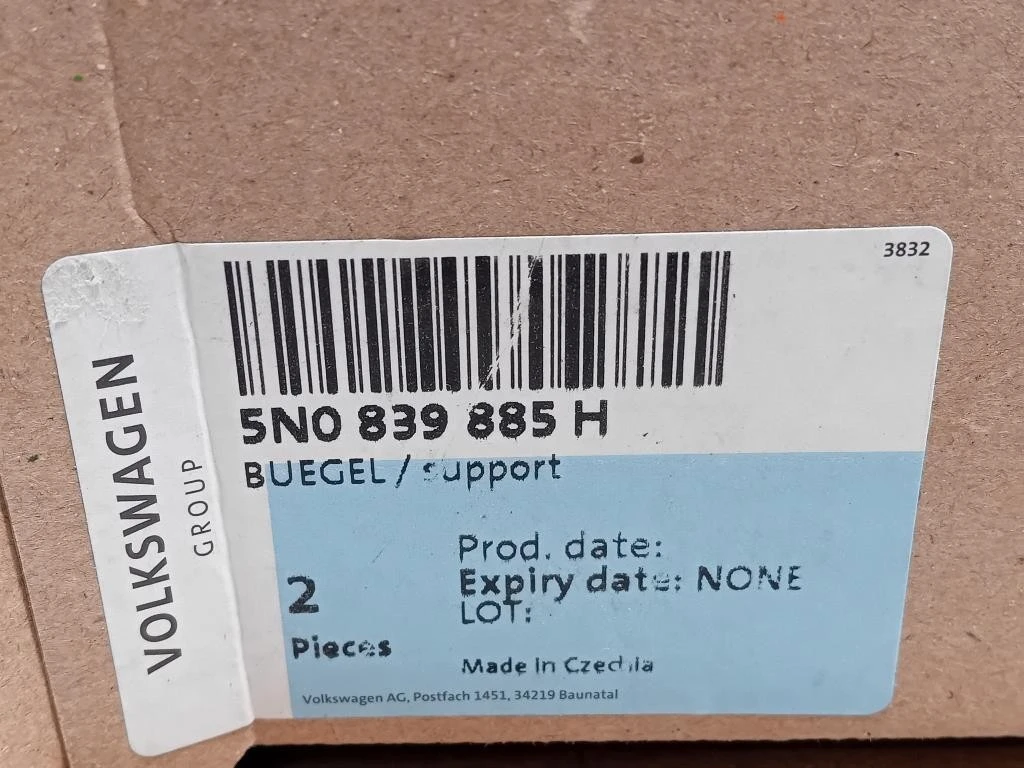 3832
5N0 839 885 H
BUEGEL / support
Prod. date:
Expiry date: NONE
LOT:
2
Pieces
Made In Czechia
Volkswagen AG, Postfach 1451, 34219 Baunatal
VOLKSWAGEN
GROUP